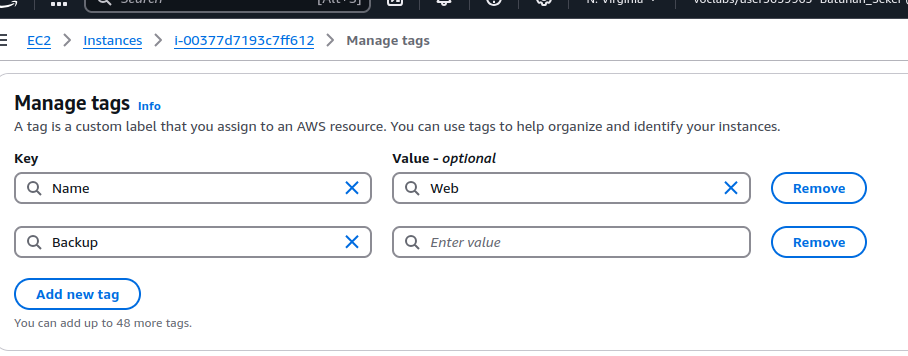 Search [Alt+S] N. Virginia
EC2 > Instances > i-00377d7193c7ff612 > Manage tags
Manage tags Info
A tag is a custom label that you assign to an AWS resource. You can use tags to help organize and identify your instances.
Key Value - optional
Name Web Remove
Backup Enter value Remove
Add new tag
You can add up to 48 more tags.